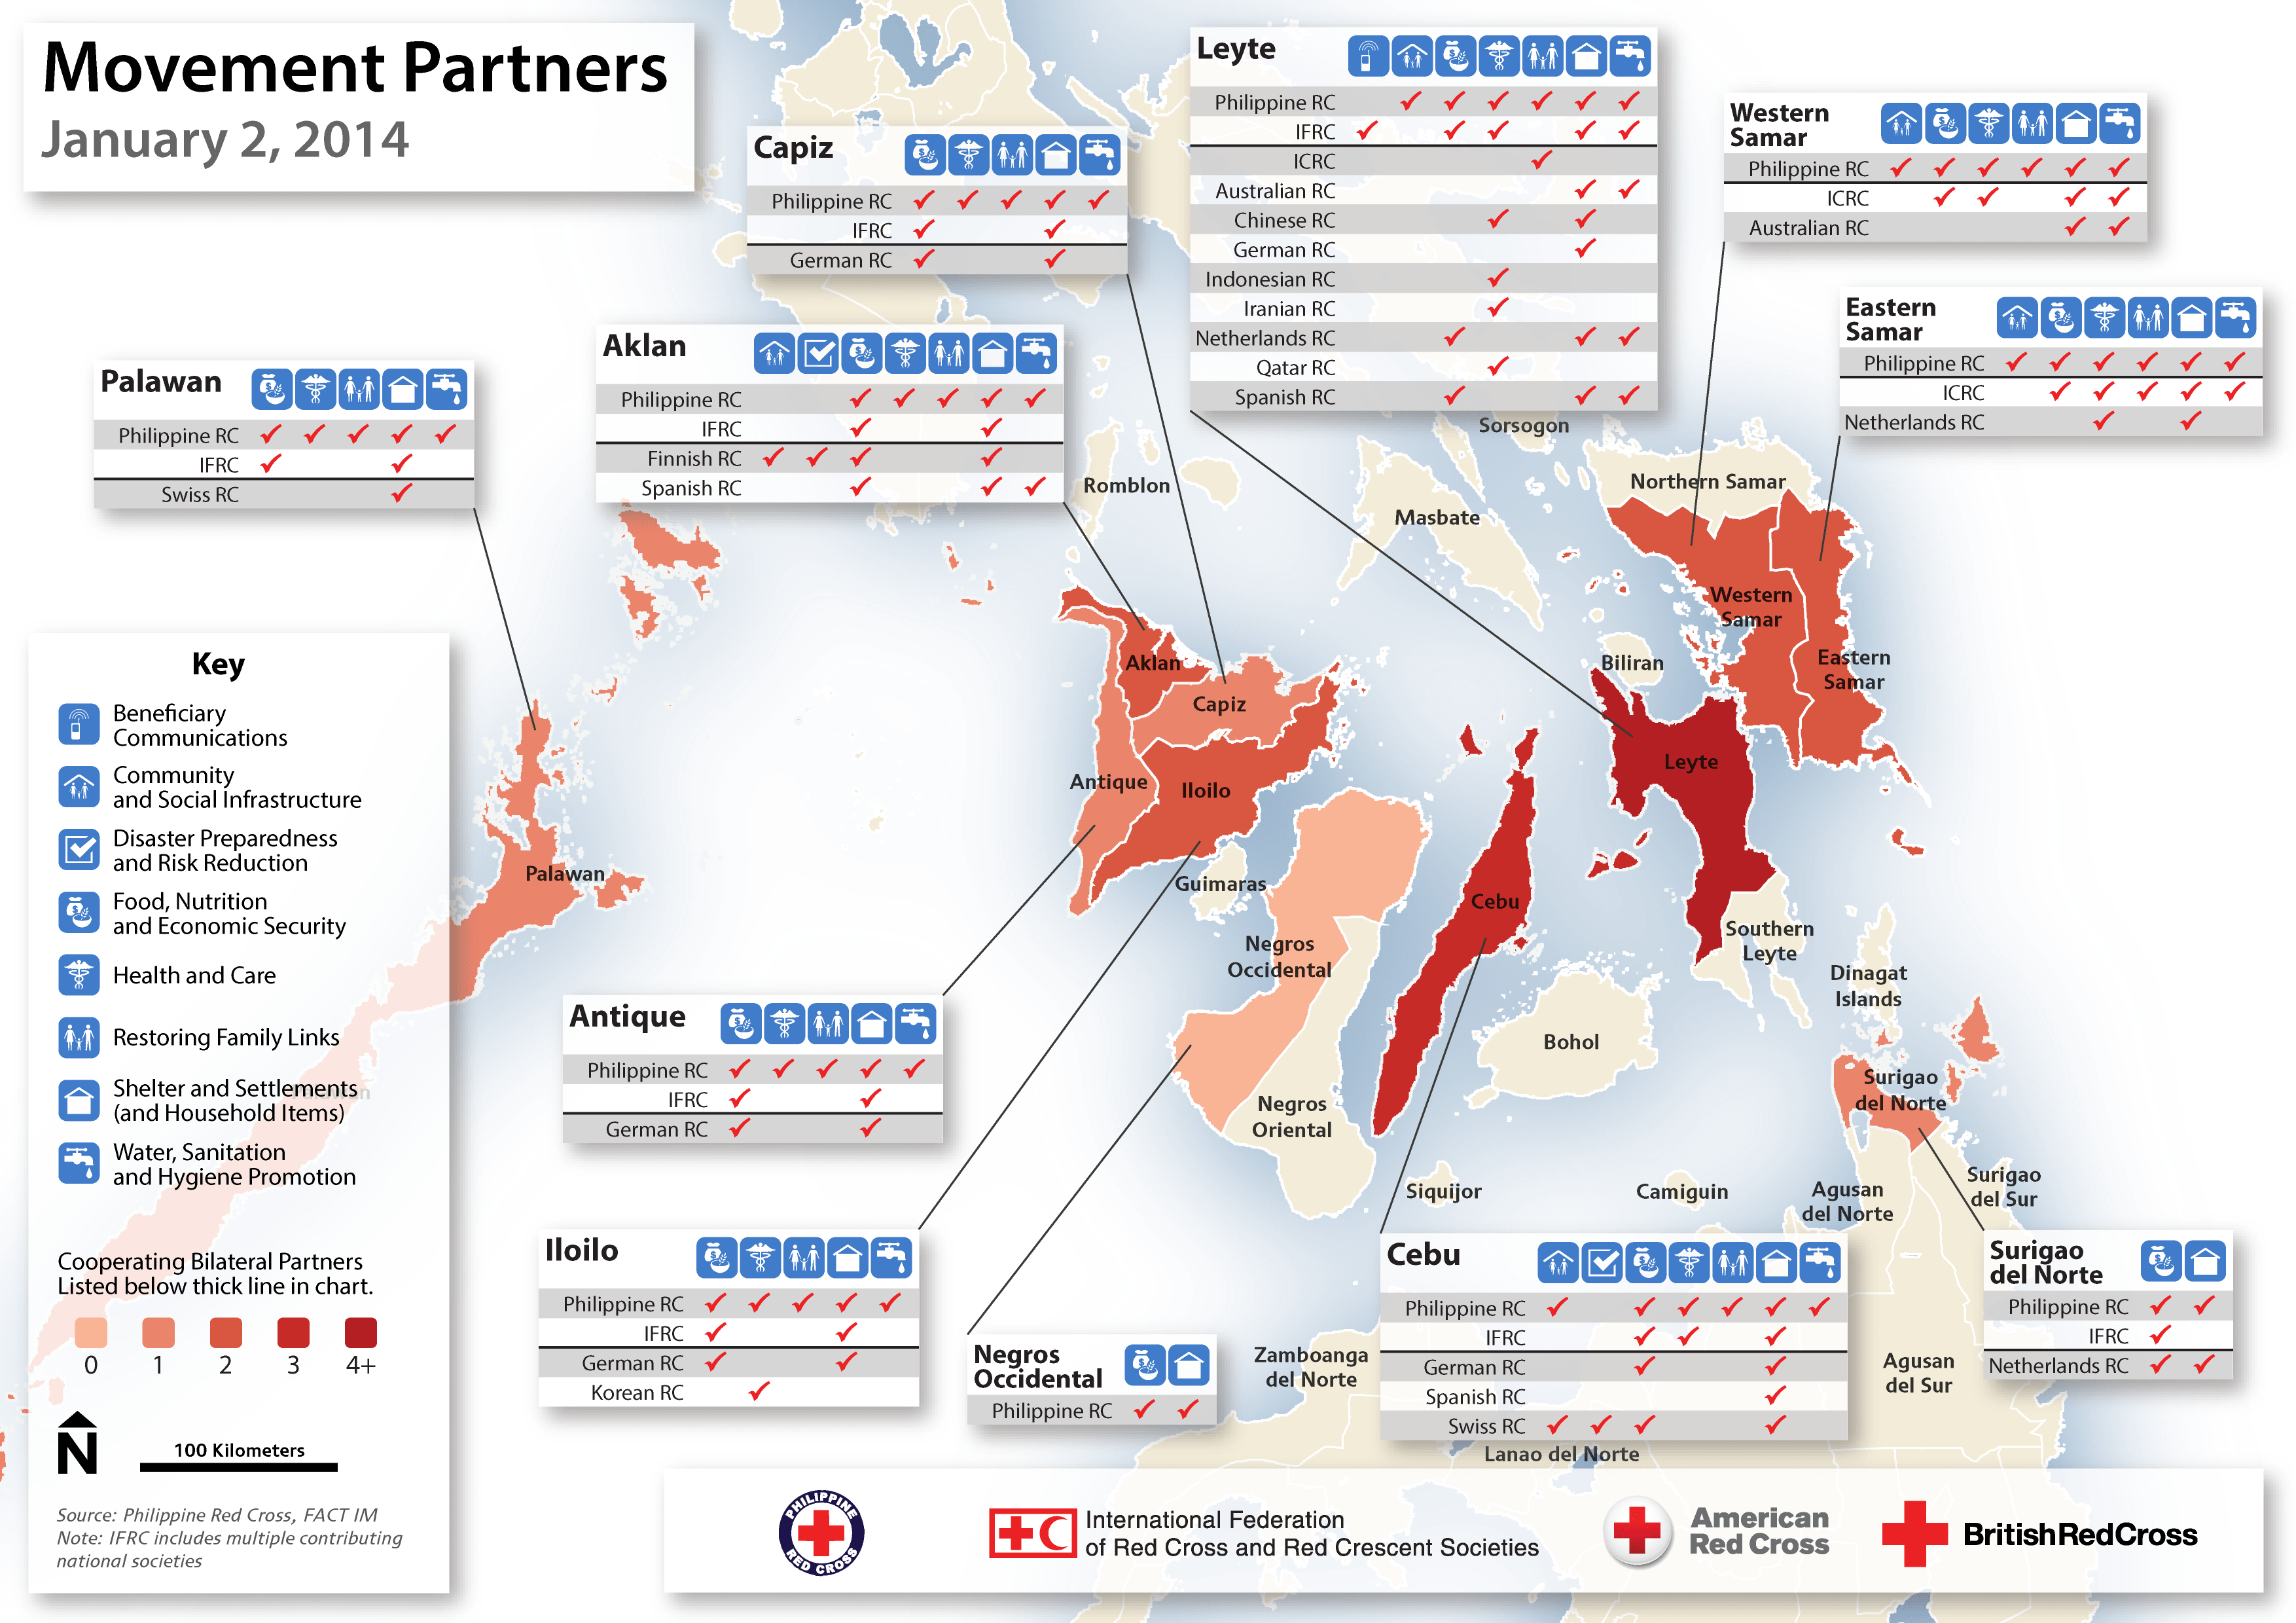 Movement Partners
January 2, 2014
Capiz
Philippine RC
IFRC
German RC
Leyte
Philippine RC
IFRC
ICRC
Australian RC
Chinese RC
German RC
Indonesian RC
Iranian RC
Netherlands RC
Qatar RC
Spanish RC
Western
Samar
Philippine RC
ICRC
Australian RC
Eastern
Samar
Philippine RC
ICRC
Netherlands RC
Aklan
Philippine RC
IFRC
Finnish RC
Spanish RC
Palawan
Philippine RC
IFRC
Swiss RC
Sorsogon
Romblon
Masbate
Northern Samar
Western
Samar
Eastern
Samar
Biliran
Aklan
Capiz
Antique
Iloilo
Leyte
Guimaras
Cebu
Palawan
Negros
Occidental
Southern
Leyte
Dinagat
Islands
Bohol
Surigao
del Norte
Negros
Oriental
Siquijor
Camiguin
Agusan
del Norte
Surigao
del Sur
Zamboanga
del Norte
Agusan
del Sur
Lanao del Norte
Key
Beneficiary
Communications
Community
and Social Infrastructure
Disaster Preparedness
and Risk Reduction
Food, Nutrition
and Economic Security
Health and Care
Restoring Family Links
Shelter and Settlements
(and Household Items)
Water, Sanitation
and Hygiene Promotion
Cooperating Bilateral Partners
Listed below thick line in chart.
0 1 2 3 4+
N
100 Kilometers
Source: Philippine Red Cross, FACT IM
Note: IFRC includes multiple contributing
national societies
Antique
Philippine RC
IFRC
German RC
Iloilo
Philippine RC
IFRC
German RC
Korean RC
Negros
Occidental
Philippine RC
Cebu
Philippine RC
IFRC
German RC
Spanish RC
Swiss RC
Surigao
del Norte
Philippine RC
IFRC
Netherlands RC
PHILIPPINE
RED CROSS
International Federation
of Red Cross and Red Crescent Societies
American
Red Cross
BritishRedCross